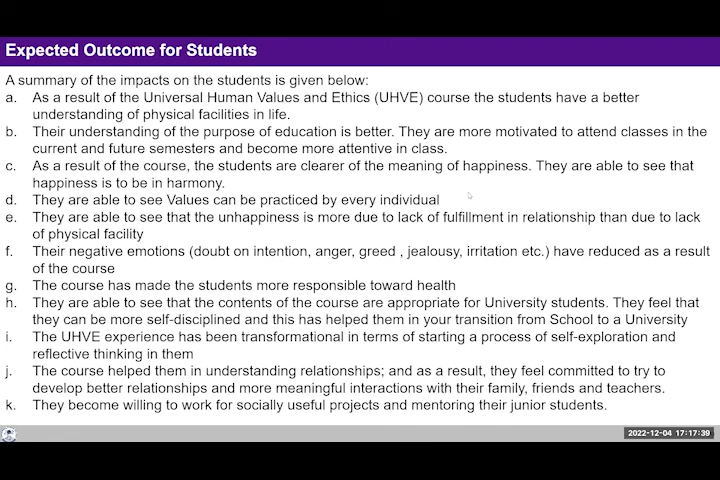 Expected Outcome for Students
A summary of the impacts on the students is given below:
a. As a result of the Universal Human Values and Ethics (UHVE) course the students have a better
understanding of physical facilities in life.
b. Their understanding of the purpose of education is better. They are more motivated to attend classes in the
current and future semesters and become more attentive in class.
c. As a result of the course, the students are clearer of the meaning of happiness. They are able to see that
happiness is to be in harmony.
d. They are able to see Values can be practiced by every individual
e. They are able to see that the unhappiness is more due to lack of fulfillment in relationship than due to lack
of physical facility
f. Their negative emotions (doubt on intention, anger, greed , jealousy, irritation etc.) have reduced as a result
of the course
g. The course has made the students more responsible toward health
h. They are able to see that the contents of the course are appropriate for University students. They feel that
they can be more self-disciplined and this has helped them in your transition from School to a University
i. The UHVE experience has been transformational in terms of starting a process of self-exploration and
reflective thinking in them
j. The course helped them in understanding relationships; and as a result, they feel committed to try to
develop better relationships and more meaningful interactions with their family, friends and teachers.
k. They become willing to work for socially useful projects and mentoring their junior students.
2022-12-04 17:17:39